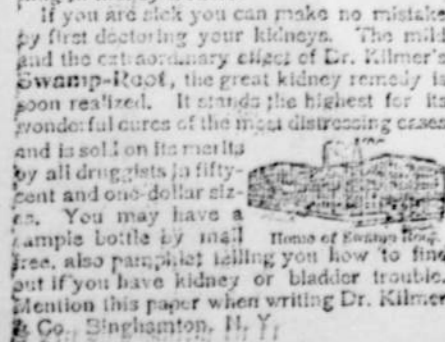 If you are sick you can make no mistake
by first doctoring your kidneys. The mild
and the extraordinary effect of Dr. Kilmer's
Swamp-Root, the great kidney remedy is
soon realized. It stands the highest for its
wonderful cures of the most distressing cases
and is sold on its merits
by all druggists in fifty-
cent and one-dollar siz-
es. You may have a
sample bottle by mail
Home of Swamp-Root.
free, also pamphlet telling you how to find
out if you have kidney or bladder trouble.
Mention this paper when writing Dr. Kilmer
& Co., Binghamton, N. Y.